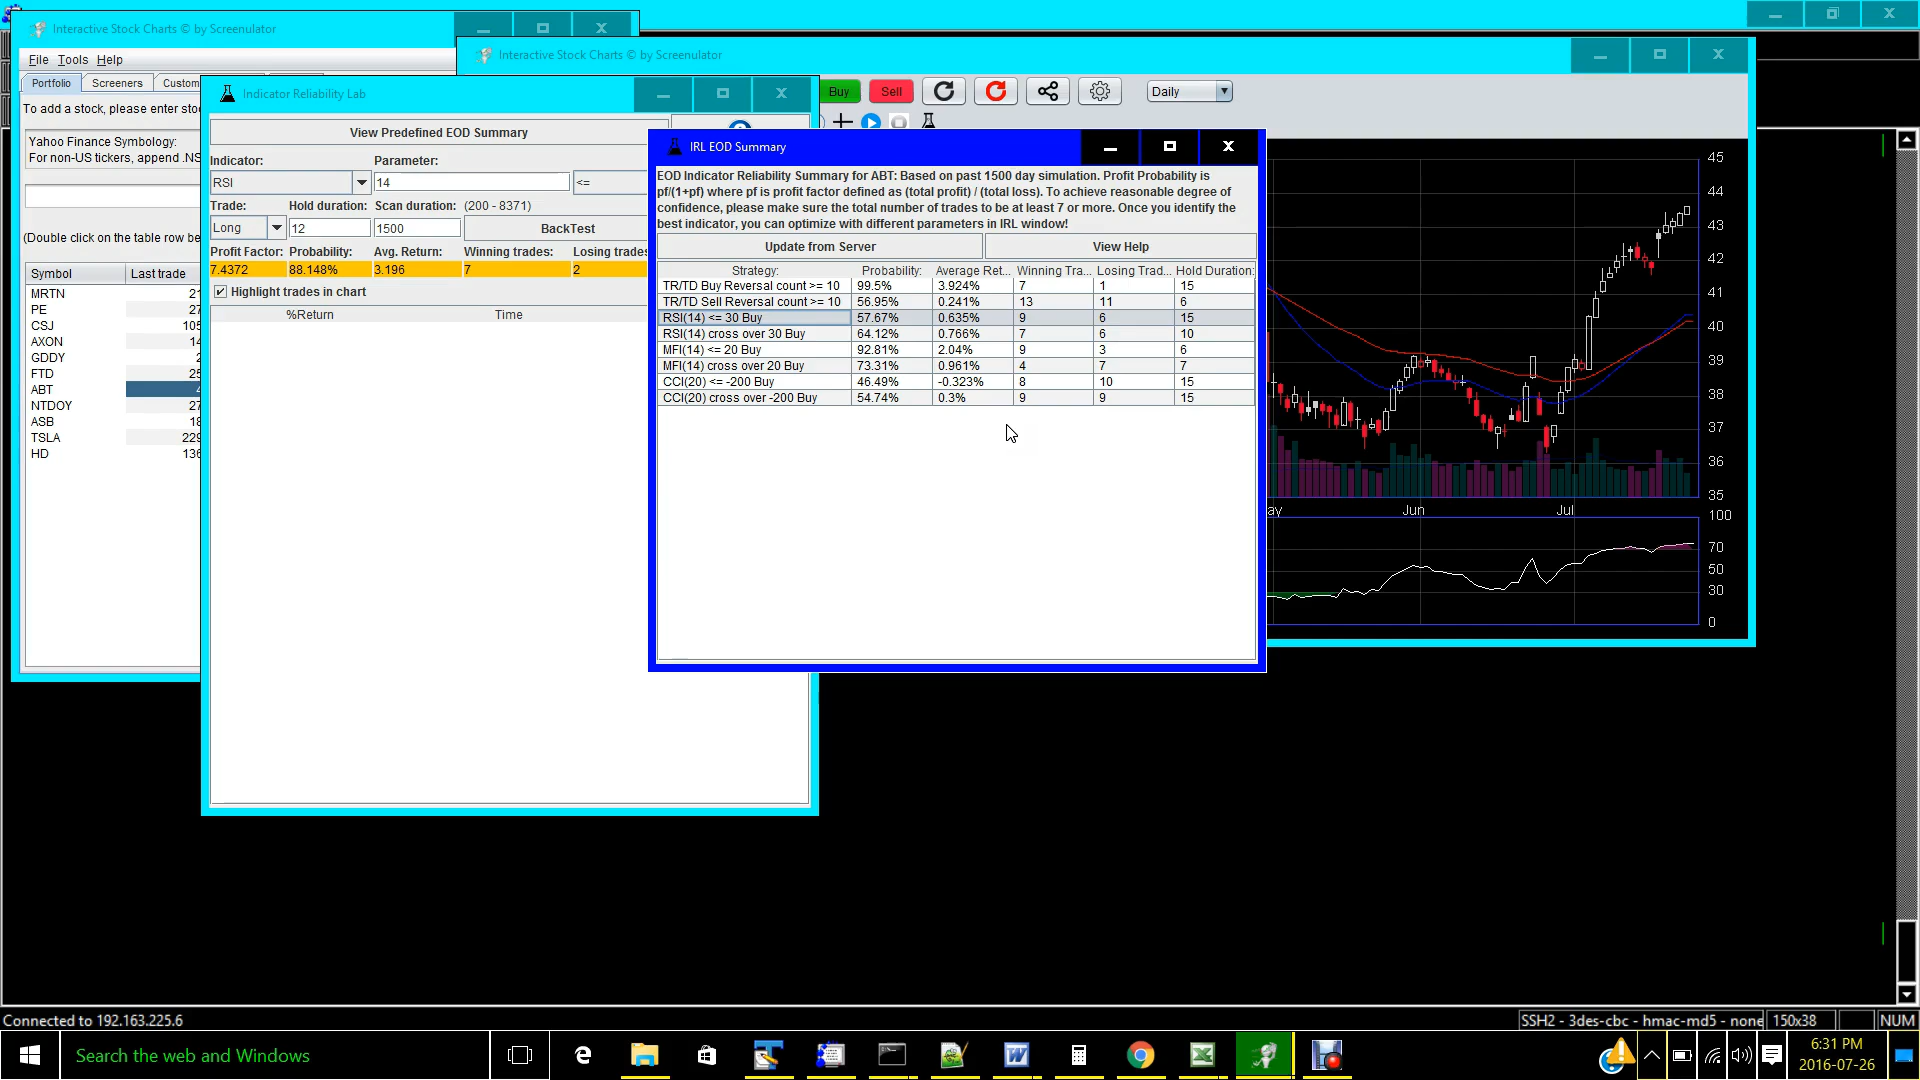 Interactive Stock Charts © by Screenulator
File Tools Help
Portfolio Screeners Custom
To add a stock, please enter
Yahoo Finance Symbology:
For non-US tickers, append .NS
(Double click on the table row be
Symbol Last trade
MRTN
PE
CSJ
AXON
GDDY
FTD
ABT
NTDOY
ASB
TSLA 229
HD
Interactive Stock Charts © by Screenulator
Buy Sell Daily
Indicator Reliability Lab
View Predefined EOD Summary
Indicator: Parameter:
RSI 14 <=
Trade: Hold duration: Scan duration: (200 - 8371)
Long 12 1500 BackTest
Profit Factor: Probability: Avg. Return: Winning trades: Losing trades
7.4372 88.148% 3.196 7 2
Highlight trades in chart
%Return Time
IRL EOD Summary
EOD Indicator Reliability Summary for ABT: Based on past 1500 day simulation. Profit Probability is
pf/(1+pf) where pf is profit factor defined as (total profit) / (total loss). To achieve reasonable degree of
confidence, please make sure the total number of trades to be at least 7 or more. Once you identify the
best indicator, you can optimize with different parameters in IRL window!
Update from Server View Help
Strategy: Probability: Average Ret... Winning Tra... Losing Trad... Hold Duration:
TR/TD Buy Reversal count >= 10 99.5% 3.924% 7 1 15
TR/TD Sell Reversal count >= 10 56.95% 0.241% 13 11 6
RSI(14) <= 30 Buy 57.67% 0.635% 9 6 15
RSI(14) cross over 30 Buy 64.12% 0.766% 7 6 10
MFI(14) <= 20 Buy 92.81% 2.04% 9 3 6
MFI(14) cross over 20 Buy 73.31% 0.961% 4 7 7
CCI(20) <= -200 Buy 46.49% -0.323% 8 10 15
CCI(20) cross over -200 Buy 54.74% 0.3% 9 9 15
45
44
43
42
41
40
39
38
37
36
35
ay Jun Jul
100
70
50
30
0
Connected to 192.163.225.6
SSH2 - 3des-cbc - hmac-md5 - none 150x38 NUM
Search the web and Windows
6:31 PM
2016-07-26